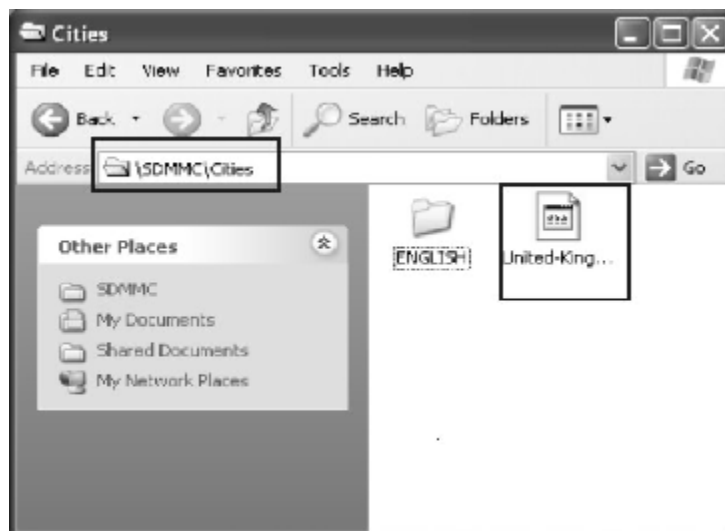 Cities
File Edit View Favorites Tools Help
Back Search Folders
Address \SDMMC\Cities Go
Other Places
SDMMC
My Documents
Shared Documents
My Network Places
ENGLISH
United-King...